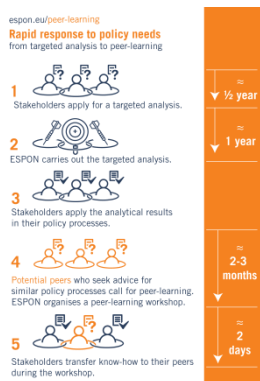 espon.eu/peer-learning
Rapid response to policy needs
from targeted analysis to peer-learning
? ? ?
1
Stakeholders apply for a targeted analysis.
≈
½ year
2
ESPON carries out the targeted analysis.
≈
1 year
3
Stakeholders apply the analytical results
in their policy processes.
? ? ?
4
Potential peers who seek advice for
similar policy processes call for peer-learning.
ESPON organises a peer-learning workshop.
≈
2-3
months
?
5
Stakeholders transfer know-how to their peers
during the workshop.
≈
2
days